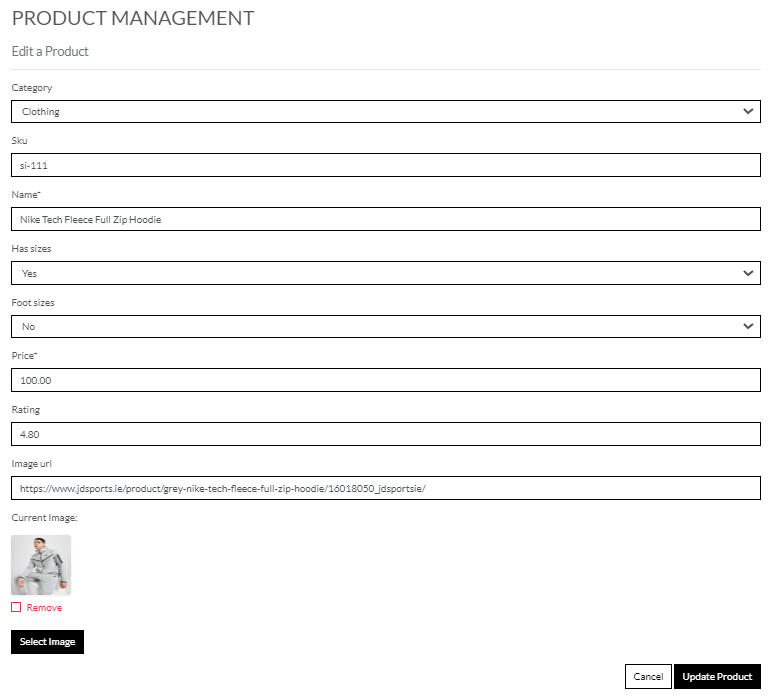 PRODUCT MANAGEMENT
Edit a Product
Category
Clothing
Sku
si-111
Name*
Nike Tech Fleece Full Zip Hoodie
Has sizes
Yes
Foot sizes
No
Price*
100.00
Rating
4.80
Image url
https://www.jdsports.ie/product/grey-nike-tech-fleece-full-zip-hoodie/16018050_jdsportsie/
Current Image:
Remove
Select Image
Cancel
Update Product